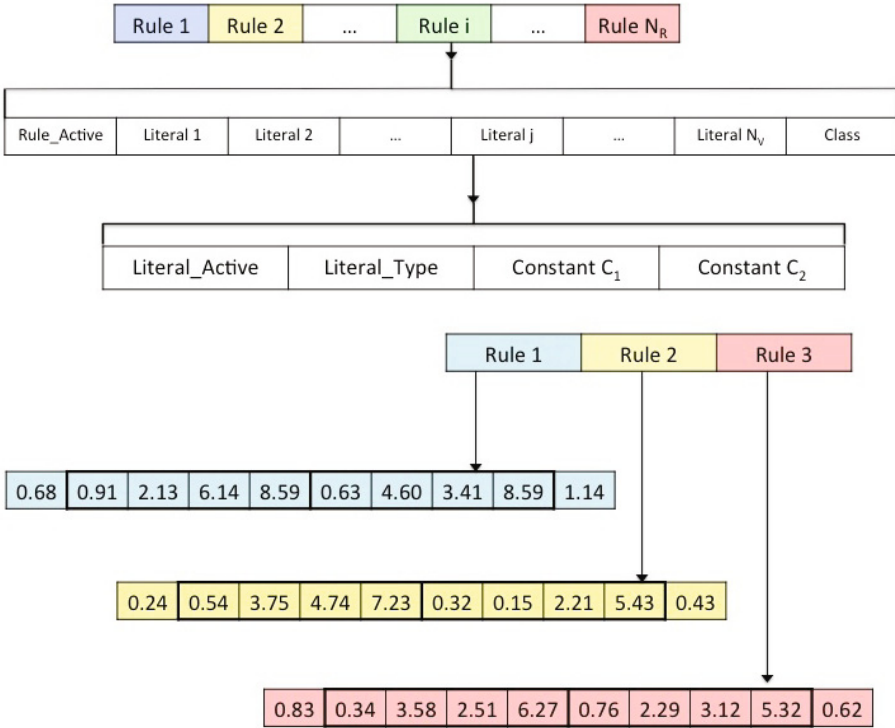 Rule 1 Rule 2 ... Rule i ... Rule N_R
Rule_Active Literal 1 Literal 2 ... Literal j ... Literal N_V Class
Literal_Active Literal_Type Constant C_1 Constant C_2
Rule 1 Rule 2 Rule 3
0.68 0.91 2.13 6.14 8.59 0.63 4.60 3.41 8.59 1.14
0.24 0.54 3.75 4.74 7.23 0.32 0.15 2.21 5.43 0.43
0.83 0.34 3.58 2.51 6.27 0.76 2.29 3.12 5.32 0.62